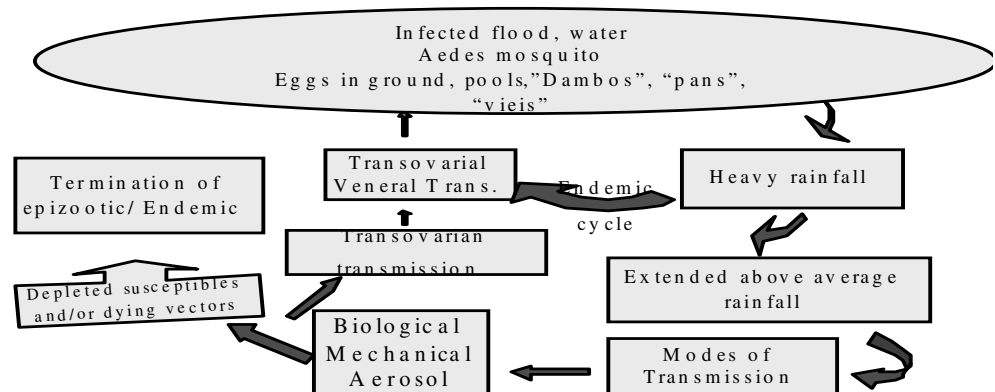 Infected flood, water
Aedes mosquito
Eggs in ground, pools,”Dambos”, “pans”,
“vieis”
Termination of
epizootic/ Endemic
Transovarial
Veneral Trans.
Endemic
cycle
Heavy rainfall
Transovarian
transmission
Extended above average
rainfall
Depleted susceptibles
and/or dying vectors
Biological
Mechanical
Aerosol
Modes of
Transmission